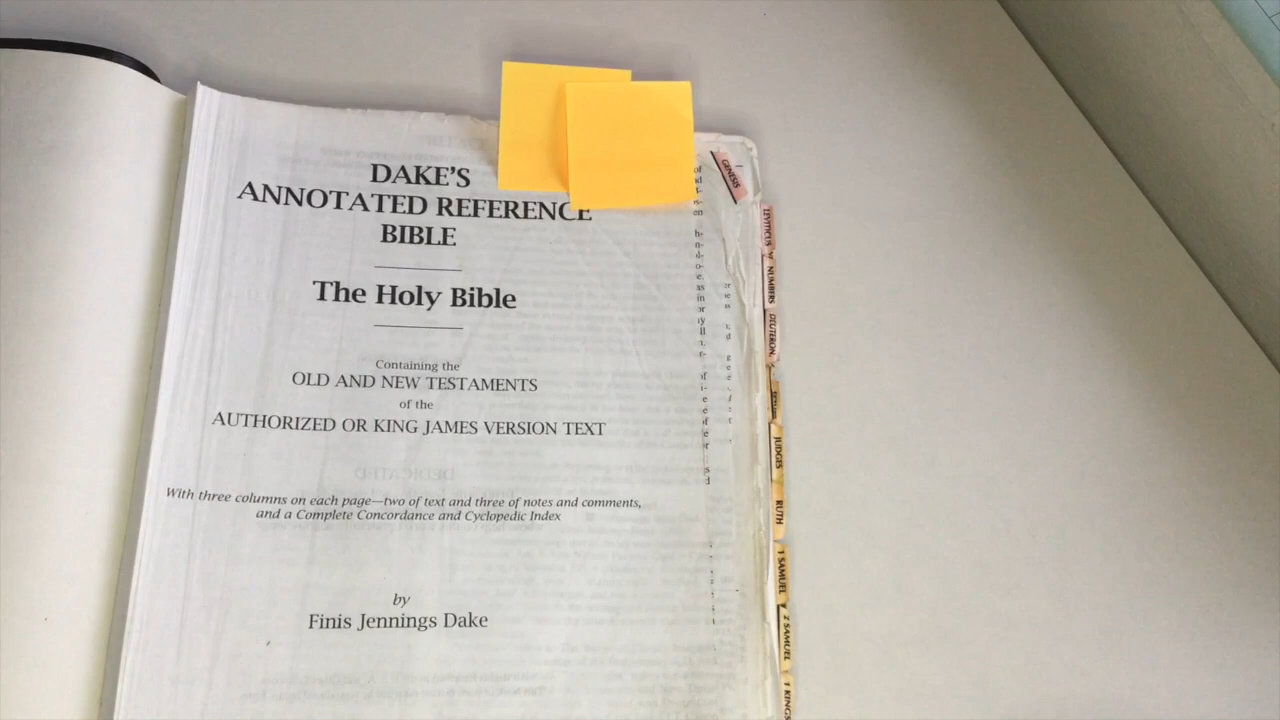 DAKE'S
ANNOTATED REFERENCE
BIBLE
The Holy Bible
Containing the
OLD AND NEW TESTAMENTS
of the
AUTHORIZED OR KING JAMES VERSION TEXT
With three columns on each page—two of text and three of notes and comments,
and a Complete Concordance and Cyclopedic Index
by
Finis Jennings Dake
GENESIS
LEVITICUS
NUMBERS
DEUTERON.
JUDGES
RUTH
1 SAMUEL
2 SAMUEL
1 KINGS